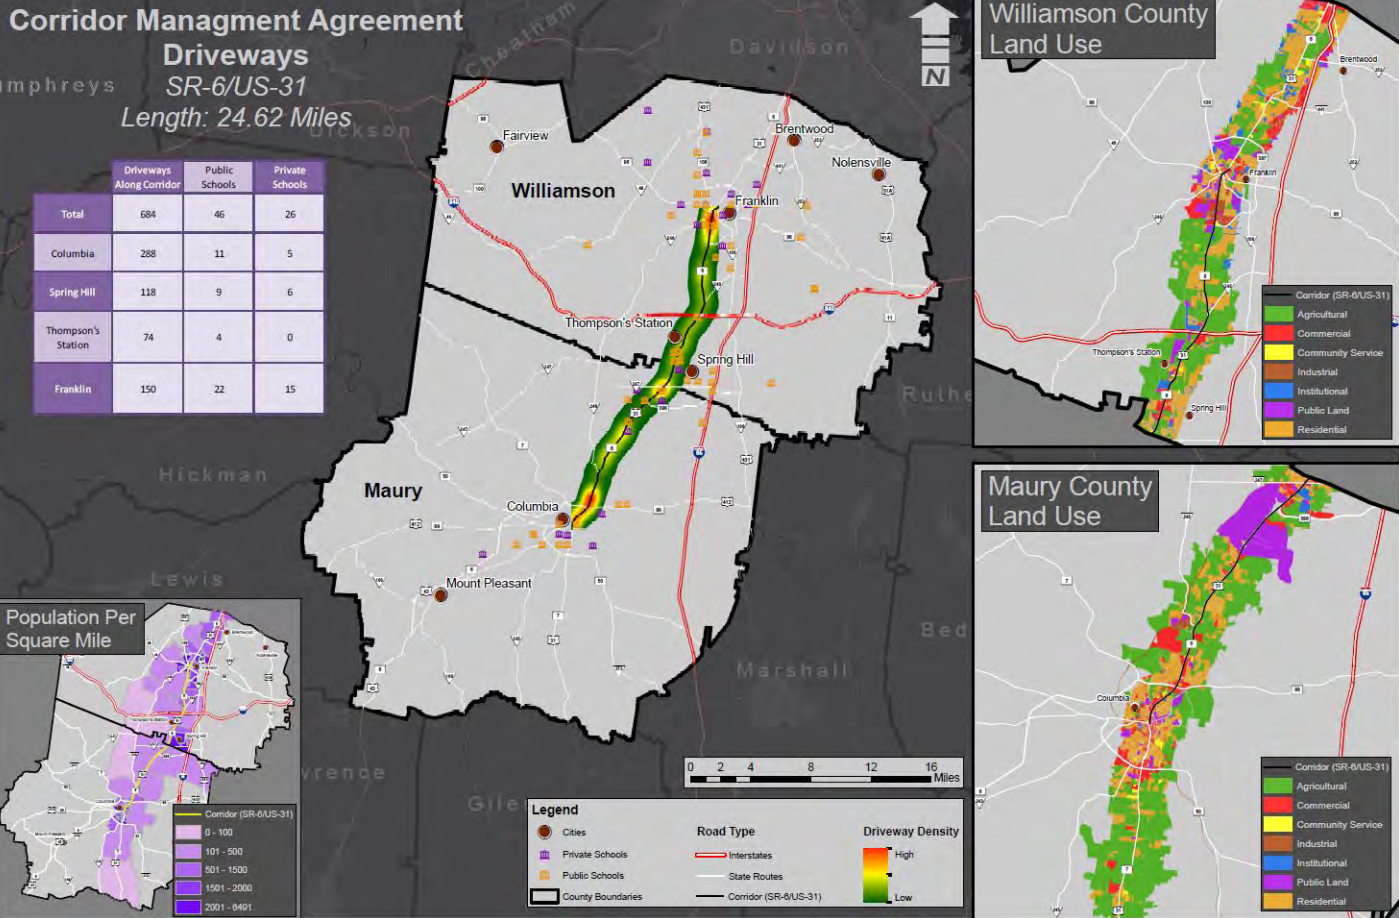 Corridor Managment Agreement
Driveways
SR-6/US-31
Length: 24.62 Miles
Driveways Along Corridor
Public Schools
Private Schools
Total 684 46 26
Columbia 288 11 5
Spring Hill 118 9 6
Thompson's Station 74 4 0
Franklin 150 22 15
umphreys
Cheatham
Davidson
Dickson
Hickman
Lewis
Ruthe
Bed
Marshall
wrence
Giles
N
Fairview
Brentwood
Nolensville
Williamson
Franklin
Thompson's Station
Spring Hill
Maury
Columbia
Mount Pleasant
Population Per
Square Mile
Corridor (SR-6/US-31)
0 - 100
101 - 500
501 - 1500
1501 - 2000
2001 - 6491
0 2 4 8 12 16
Miles
Legend
Cities
Private Schools
Public Schools
County Boundaries
Road Type
Interstates
State Routes
Corridor (SR-6/US-31)
Driveway Density
High
Low
Williamson County
Land Use
Brentwood
Franklin
Thompson's Station
Spring Hill
Corridor (SR-6/US-31)
Agricultural
Commercial
Community Service
Industrial
Institutional
Public Land
Residential
Maury County
Land Use
Columbia
Corridor (SR-6/US-31)
Agricultural
Commercial
Community Service
Industrial
Institutional
Public Land
Residential